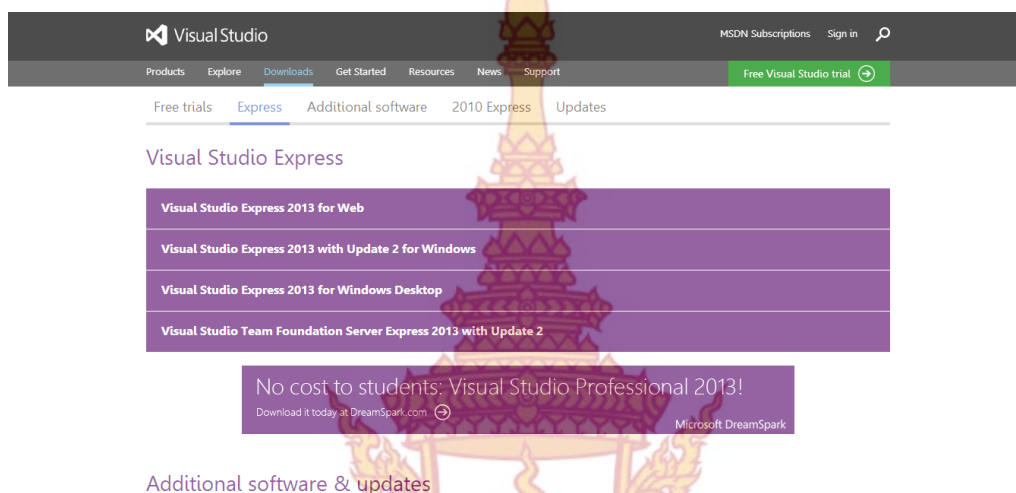 Visual Studio
MSDN Subscriptions Sign in
Products Explore Downloads Get Started Resources News Support
Free Visual Studio trial
Free trials Express Additional software 2010 Express Updates
Visual Studio Express
Visual Studio Express 2013 for Web
Visual Studio Express 2013 with Update 2 for Windows
Visual Studio Express 2013 for Windows Desktop
Visual Studio Team Foundation Server Express 2013 with Update 2
No cost to students: Visual Studio Professional 2013!
Download it today at DreamSpark.com
Microsoft DreamSpark
Additional software & updates